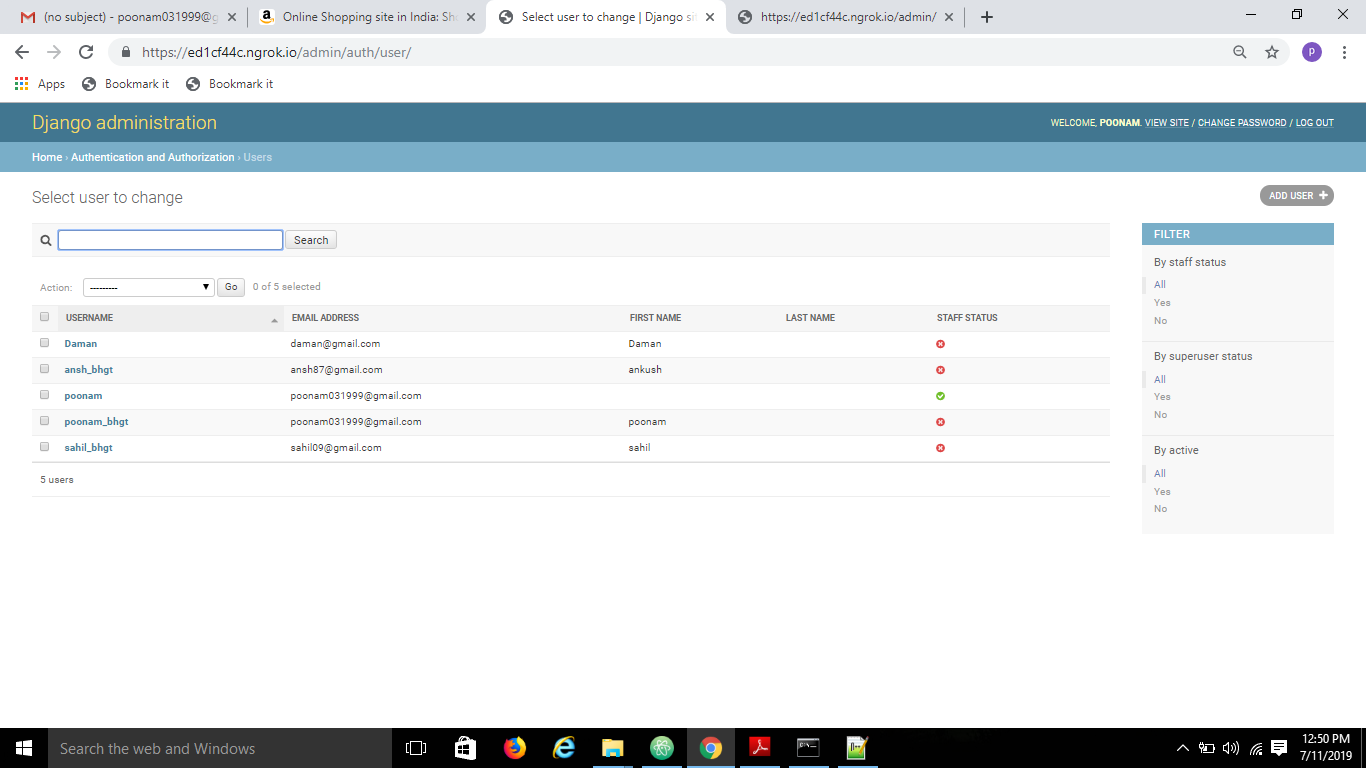 (no subject) - poonam031999@g
Online Shopping site in India: Sho
Select user to change | Django si
https://ed1cf44c.ngrok.io/admin/
https://ed1cf44c.ngrok.io/admin/auth/user/
p
Apps Bookmark it Bookmark it
Django administration
WELCOME, POONAM. VIEW SITE / CHANGE PASSWORD / LOG OUT
Home › Authentication and Authorization › Users
Select user to change
ADD USER +
Search
Action: --------- Go 0 of 5 selected
USERNAME EMAIL ADDRESS FIRST NAME LAST NAME STAFF STATUS
Daman daman@gmail.com Daman
ansh_bhgt ansh87@gmail.com ankush
poonam poonam031999@gmail.com
poonam_bhgt poonam031999@gmail.com poonam
sahil_bhgt sahil09@gmail.com sahil
5 users
FILTER
By staff status
All
Yes
No
By superuser status
All
Yes
No
By active
All
Yes
No
Search the web and Windows
12:50 PM
7/11/2019